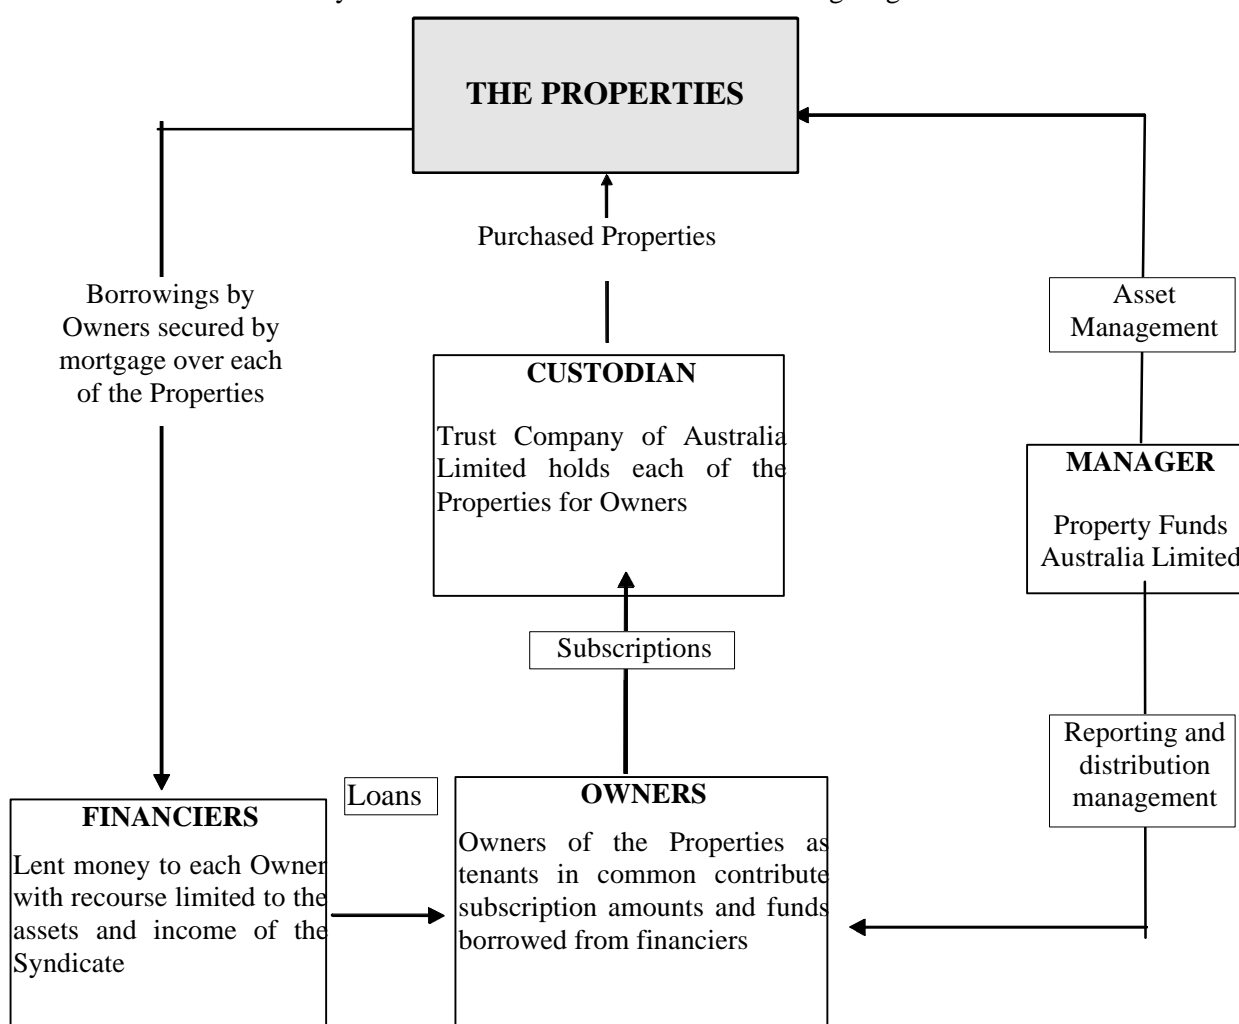 THE PROPERTIES
Purchased Properties
Borrowings by
Owners secured by
mortgage over each
of the Properties
Asset
Management
CUSTODIAN
Trust Company of Australia
Limited holds each of the
Properties for Owners
MANAGER
Property Funds
Australia Limited
Subscriptions
Reporting and
distribution
management
Loans
FINANCIERS
Lent money to each Owner
with recourse limited to the
assets and income of the
Syndicate
OWNERS
Owners of the Properties as
tenants in common contribute
subscription amounts and funds
borrowed from financiers